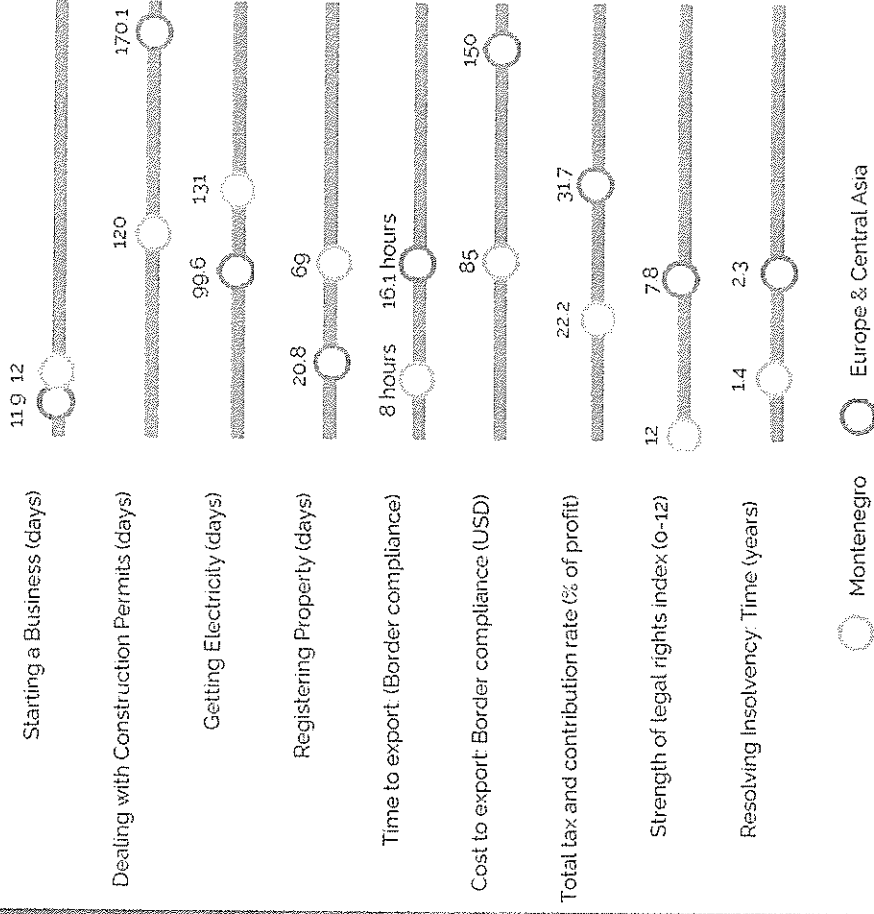 Starting a Business (days)
11.9 12
Dealing with Construction Permits (days)
120 170.1
Getting Electricity (days)
99.6 131
Registering Property (days)
20.8 69
Time to export: (Border compliance)
8 hours 16.1 hours
Cost to export: Border compliance (USD)
85 150
Total tax and contribution rate (% of profit)
22.2 31.7
Strength of legal rights index (0-12)
12 7.8
Resolving Insolvency: Time (years)
1.4 2.3
Montenegro Europe & Central Asia